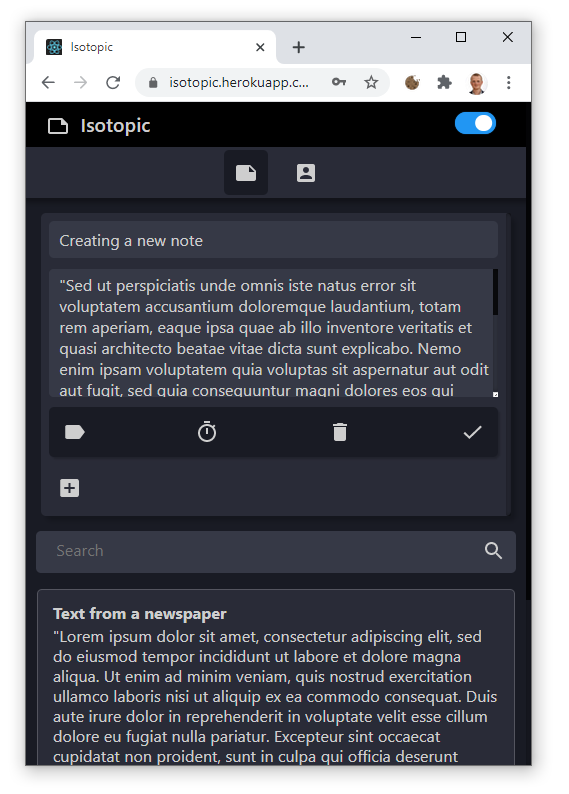 Isotopic
isotopic.herokuapp.c...
Isotopic
Creating a new note
"Sed ut perspiciatis unde omnis iste natus error sit
voluptatem accusantium doloremque laudantium, totam
rem aperiam, eaque ipsa quae ab illo inventore veritatis et
quasi architecto beatae vitae dicta sunt explicabo. Nemo
enim ipsam voluptatem quia voluptas sit aspernatur aut odit
aut fugit, sed quia consequuntur magni dolores eos qui
Search
Text from a newspaper
"Lorem ipsum dolor sit amet, consectetur adipiscing elit, sed
do eiusmod tempor incididunt ut labore et dolore magna
aliqua. Ut enim ad minim veniam, quis nostrud exercitation
ullamco laboris nisi ut aliquip ex ea commodo consequat. Duis
aute irure dolor in reprehenderit in voluptate velit esse cillum
dolore eu fugiat nulla pariatur. Excepteur sint occaecat
cupidatat non proident, sunt in culpa qui officia deserunt